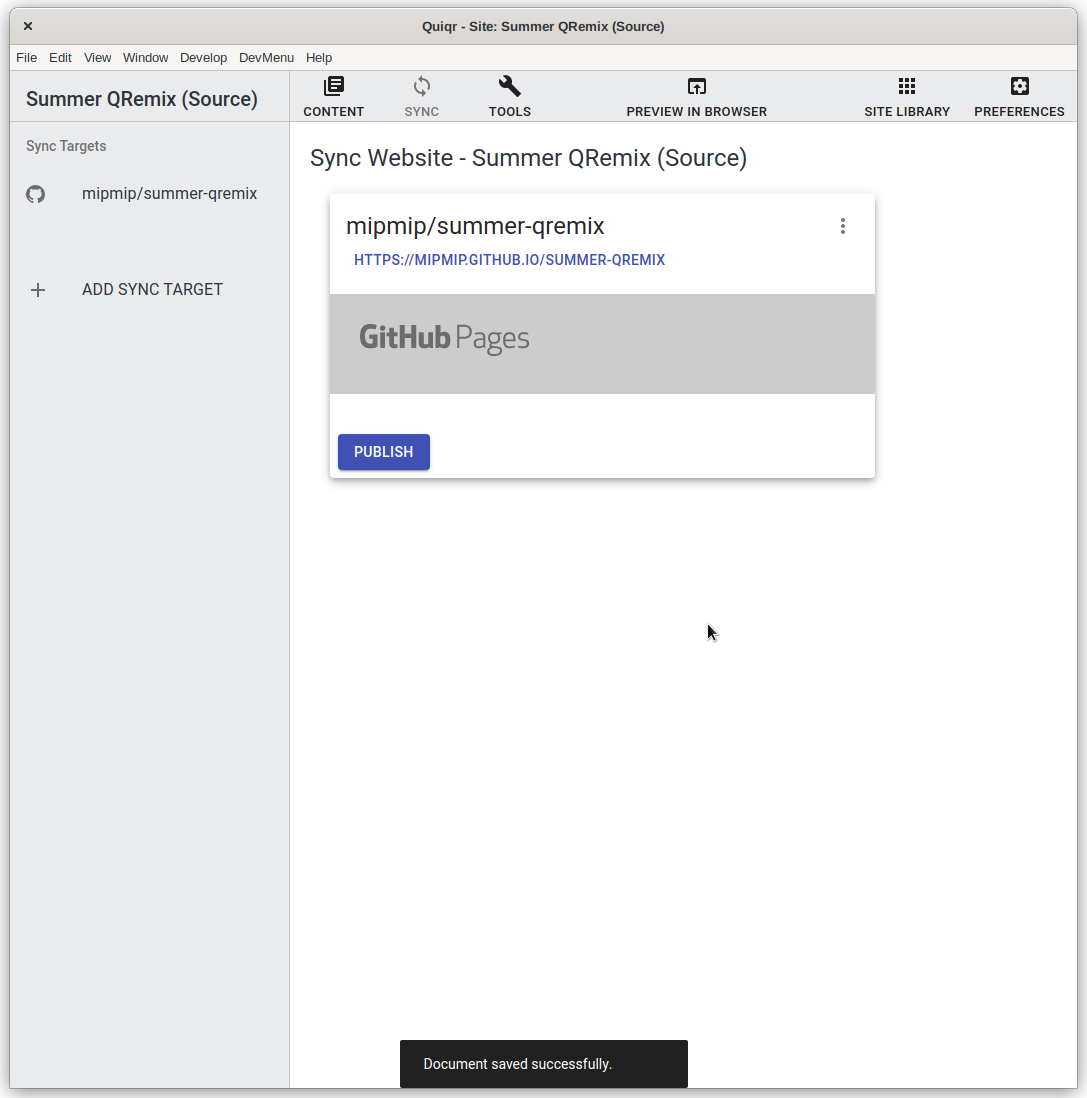 Quiqr - Site: Summer QRemix (Source)
File Edit View Window Develop DevMenu Help
Summer QRemix (Source)
CONTENT SYNC TOOLS PREVIEW IN BROWSER SITE LIBRARY PREFERENCES
Sync Targets
mipmip/summer-qremix
ADD SYNC TARGET
Sync Website - Summer QRemix (Source)
mipmip/summer-qremix
HTTPS://MIPMIP.GITHUB.IO/SUMMER-QREMIX
GitHub Pages
PUBLISH
Document saved successfully.